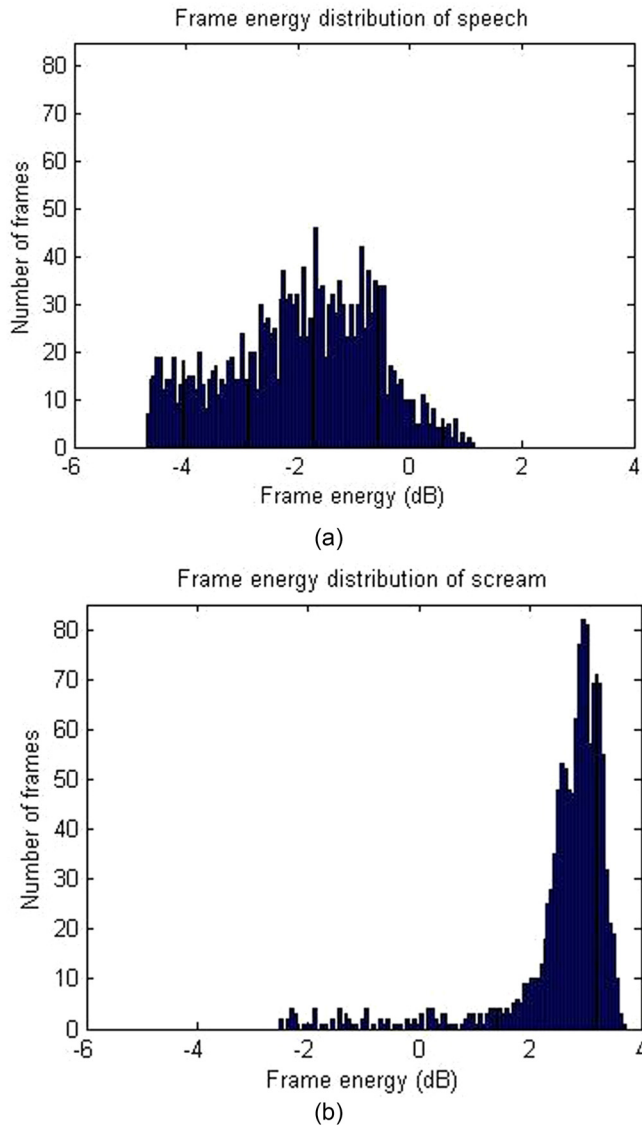 Frame energy distribution of speech
80
70
60
50
40
30
20
10
0
Number of frames
-6 -4 -2 0 2 4
Frame energy (dB)
(a)
Frame energy distribution of scream
80
70
60
50
40
30
20
10
0
Number of frames
-6 -4 -2 0 2 4
Frame energy (dB)
(b)